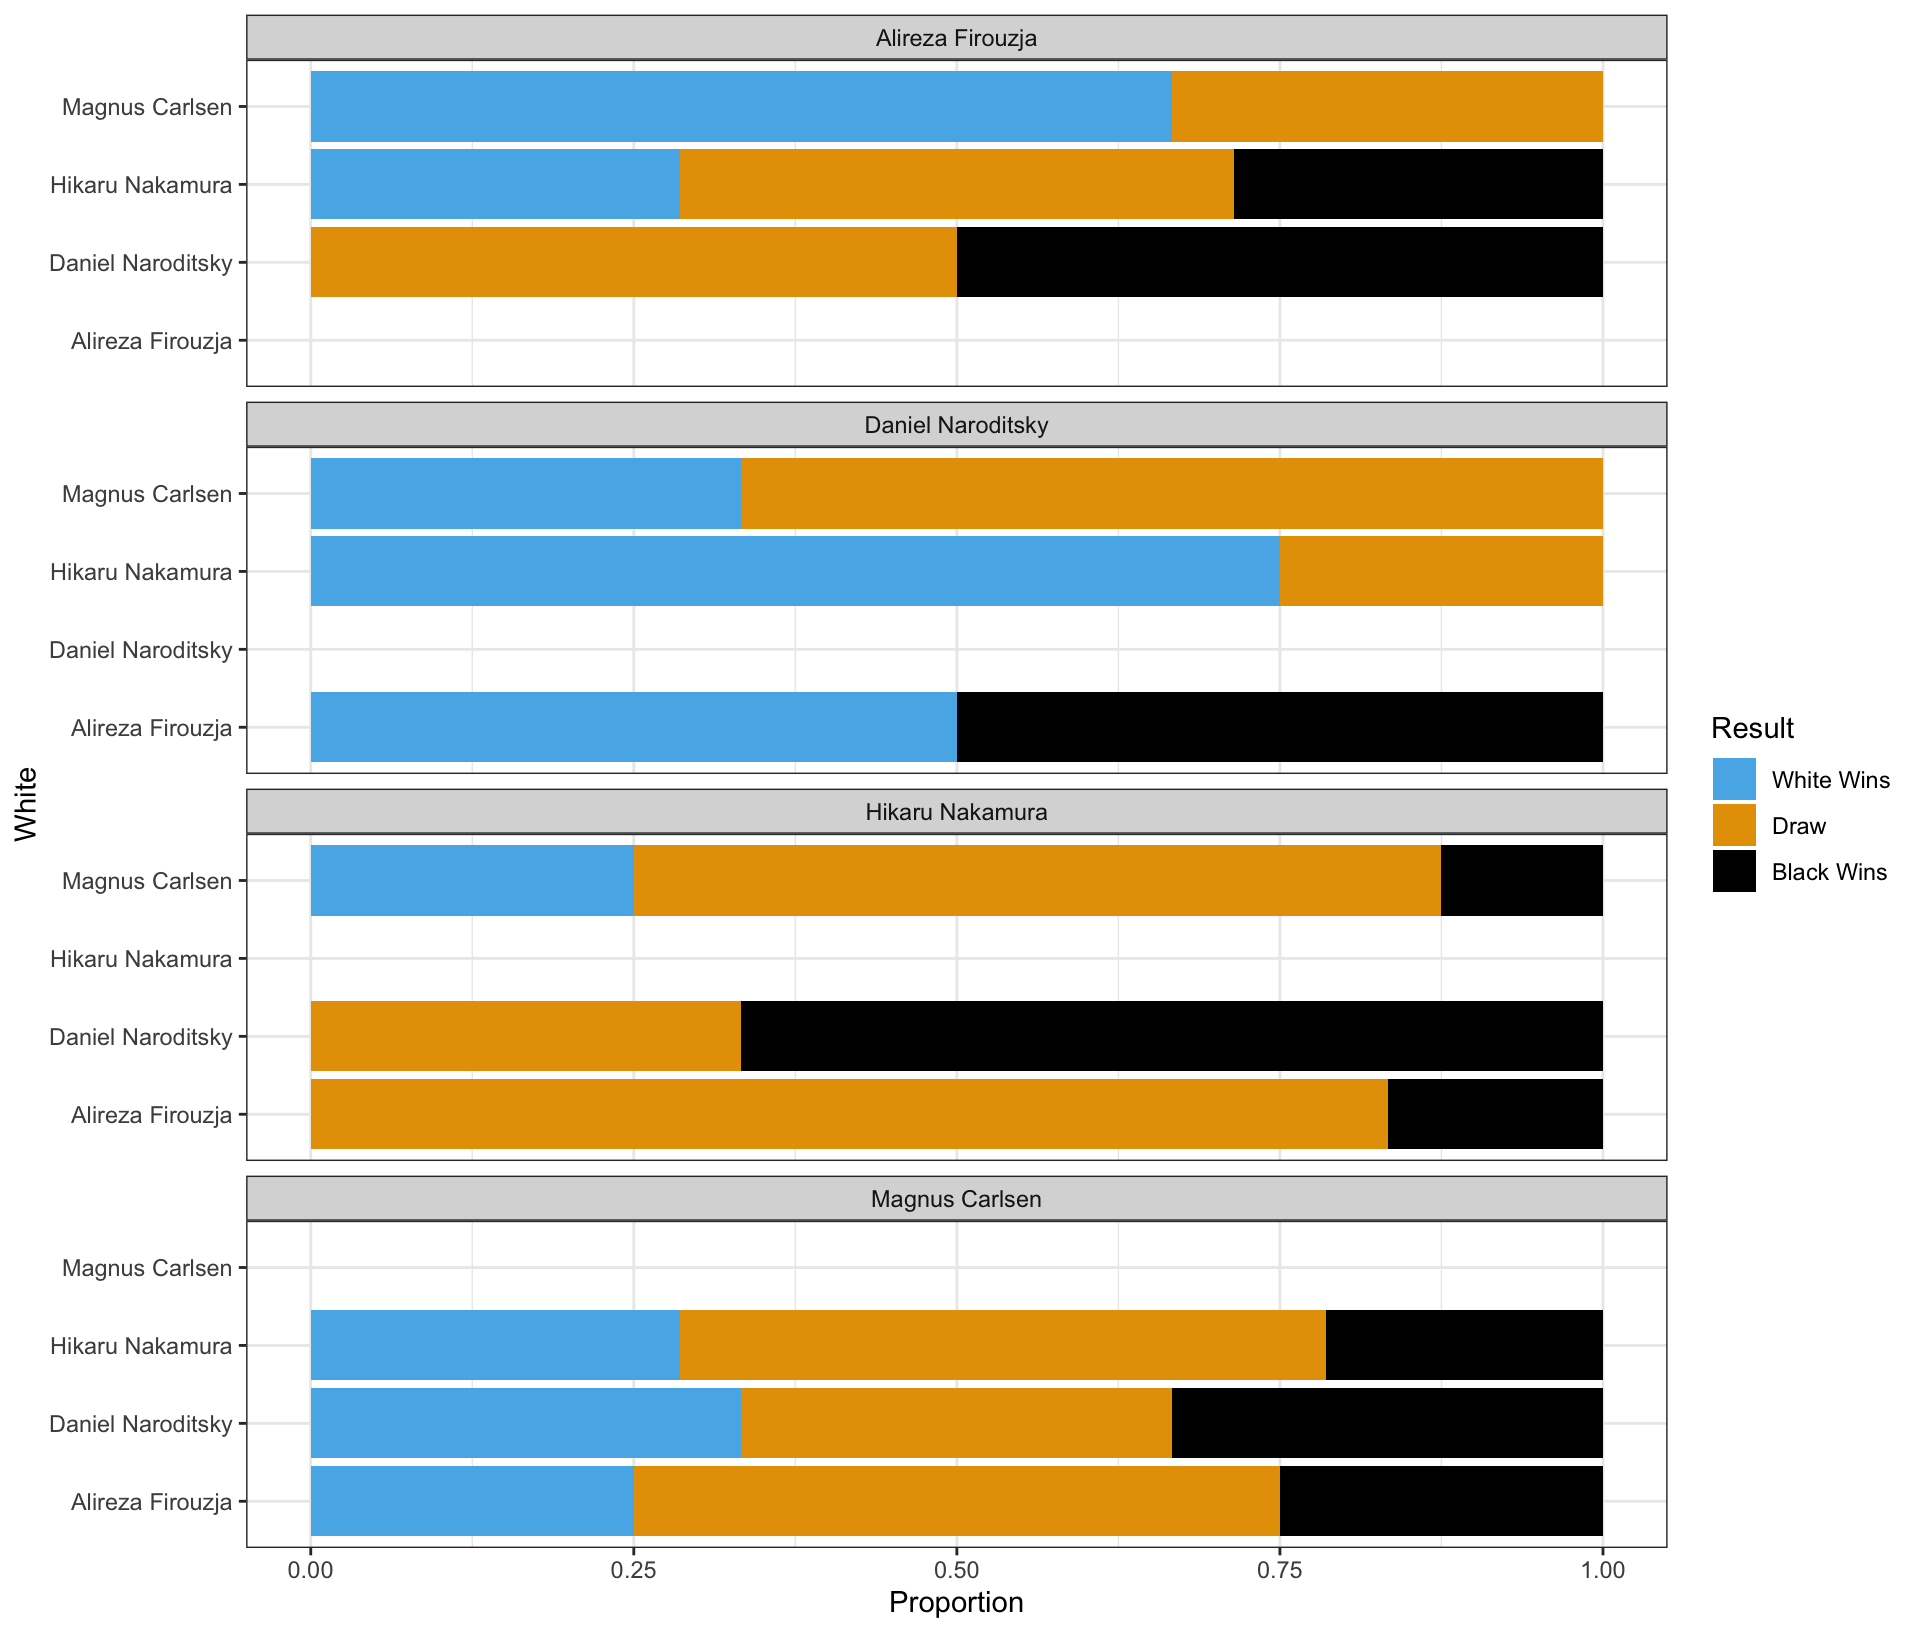 Alireza Firouzja
Magnus Carlsen
Hikaru Nakamura
Daniel Naroditsky
Alireza Firouzja
Daniel Naroditsky
Magnus Carlsen
Hikaru Nakamura
Daniel Naroditsky
Alireza Firouzja
Hikaru Nakamura
Magnus Carlsen
Hikaru Nakamura
Daniel Naroditsky
Alireza Firouzja
Magnus Carlsen
Magnus Carlsen
Hikaru Nakamura
Daniel Naroditsky
Alireza Firouzja
0.00 0.25 0.50 0.75 1.00
Proportion
White
Result
White Wins
Draw
Black Wins